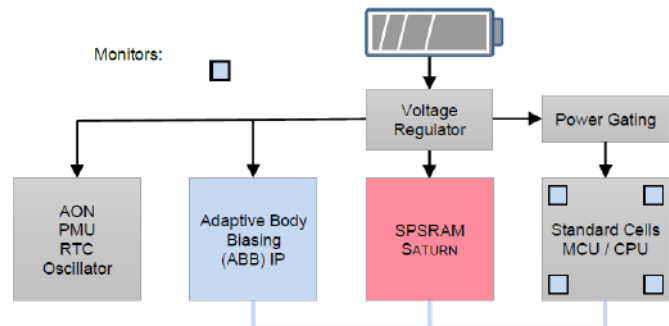 Monitors:
Voltage
Regulator
Power Gating
AON
PMU
RTC
Oscillator
Adaptive Body
Biasing
(ABB) IP
SPSRAM
SATURN
Standard Cells
MCU / CPU